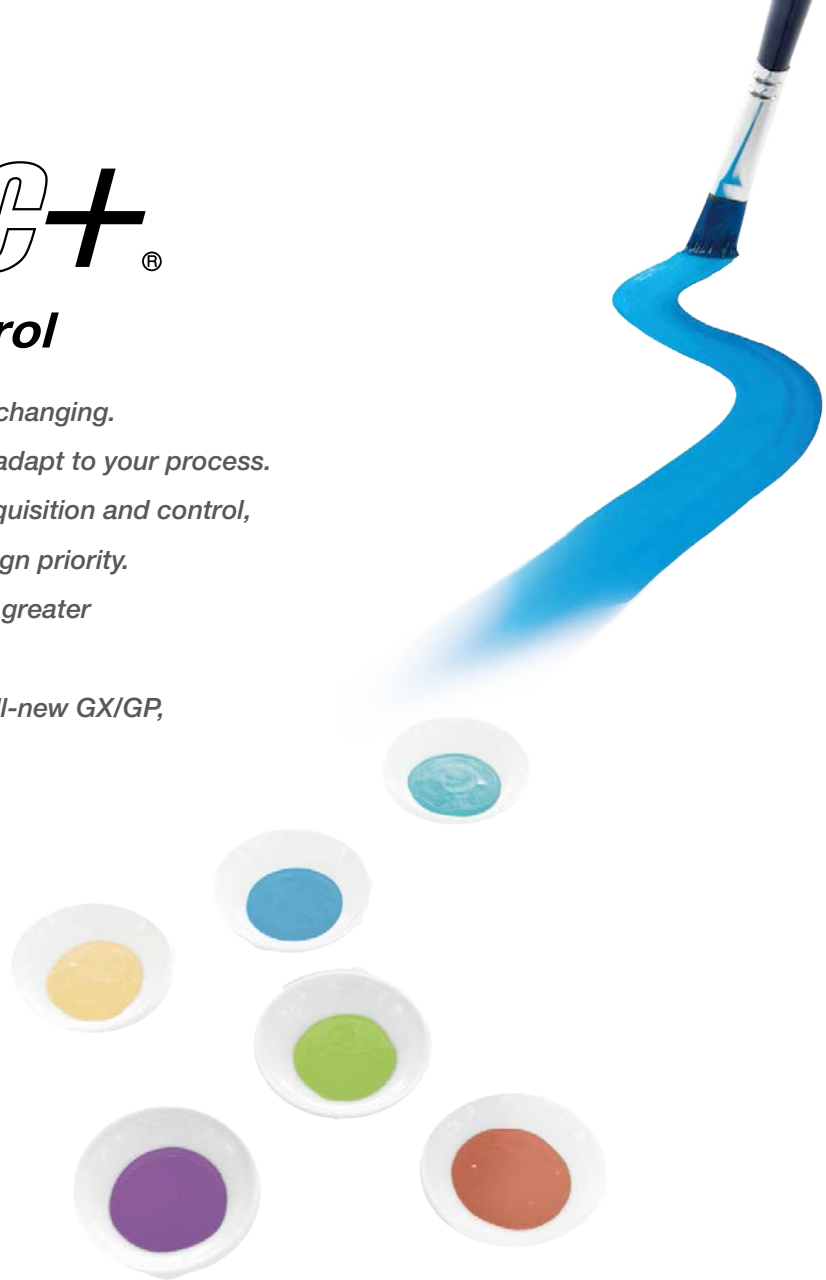 C+®
rol
changing.
adapt to your process.
quisition and control,
gn priority.
greater
ll-new GX/GP,